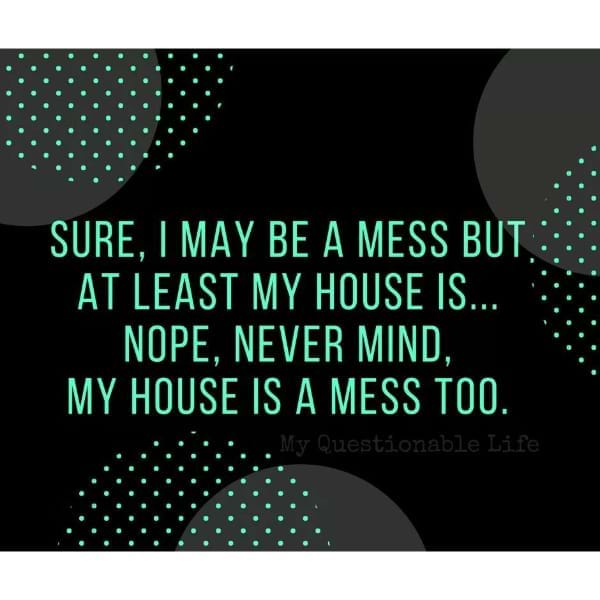 SURE, I MAY BE A MESS BUT
AT LEAST MY HOUSE IS...
NOPE, NEVER MIND,
MY HOUSE IS A MESS TOO.
My Questionable Life